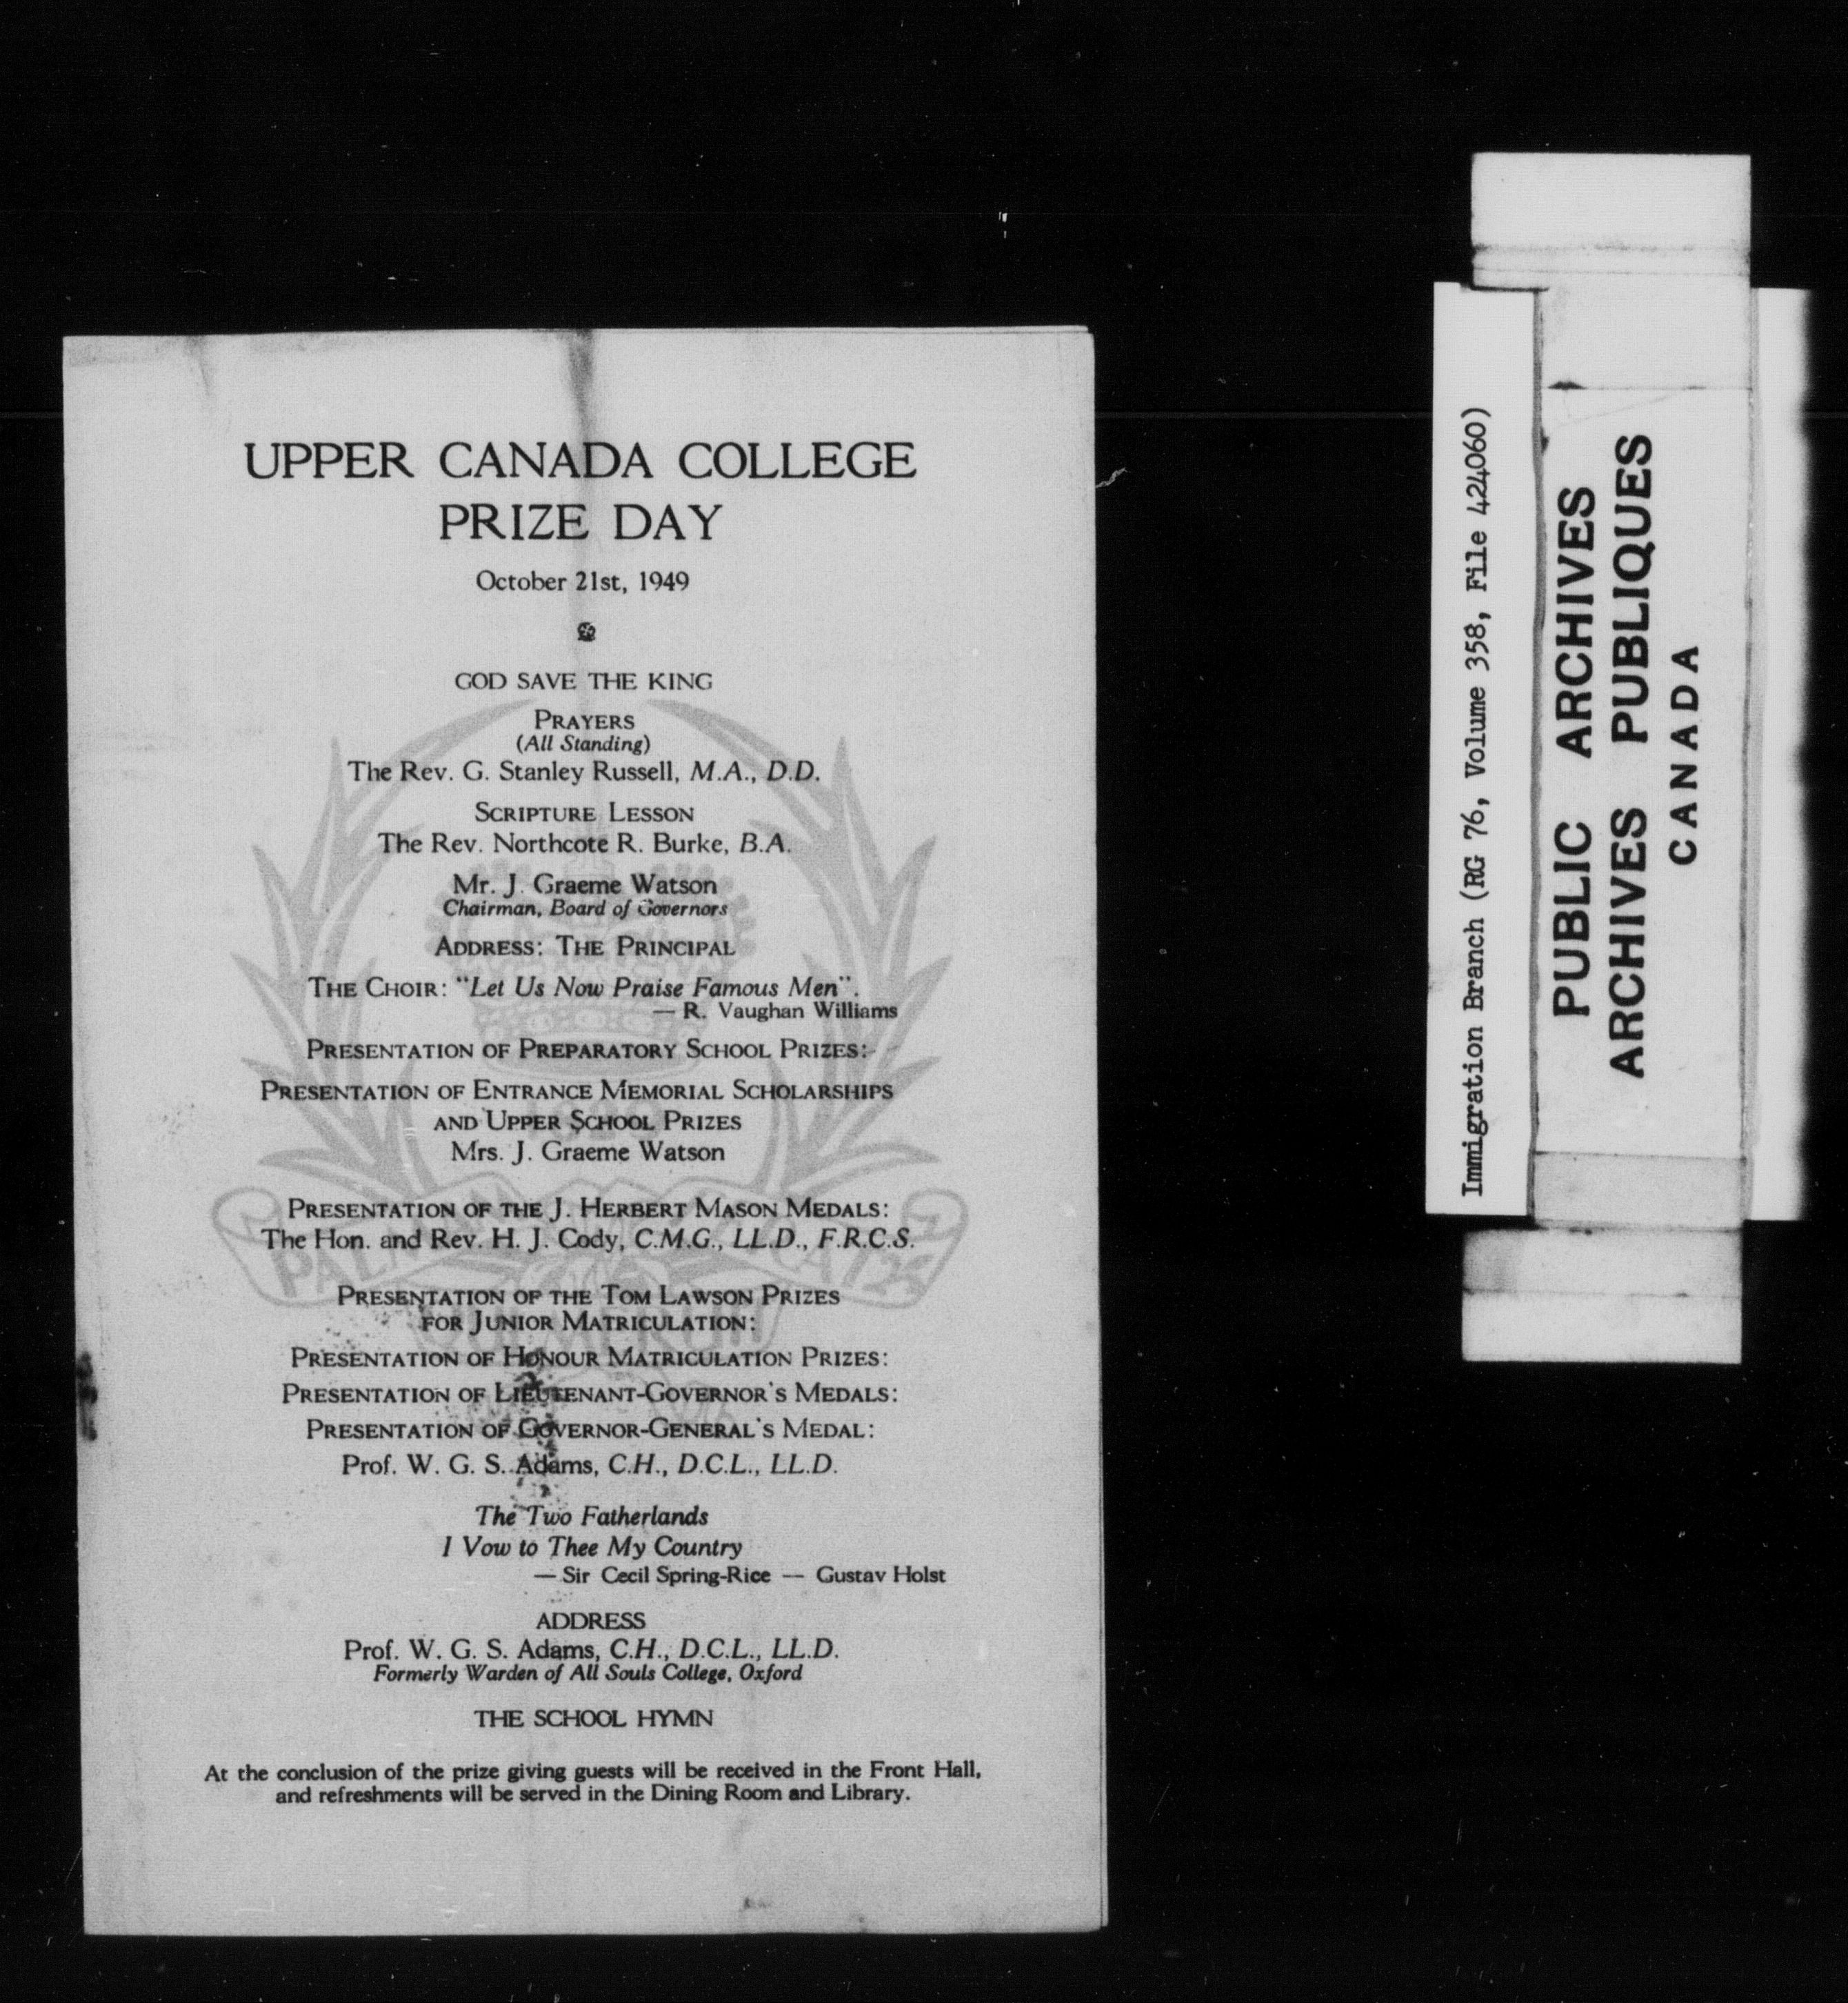 UPPER CANADA COLLEGE
PRIZE DAY
October 21st, 1949
GOD SAVE THE KING
PRAYERS
(All Standing)
The Rev. G. Stanley Russell, M.A., D.D.
SCRIPTURE LESSON
The Rev. Northcote R. Burke, B.A.
Mr. J. Graeme Watson
Chairman, Board of Governors
ADDRESS: THE PRINCIPAL
THE CHOIR: "Let Us Now Praise Famous Men".
— R. Vaughan Williams
PRESENTATION OF PREPARATORY SCHOOL PRIZES:
PRESENTATION OF ENTRANCE MEMORIAL SCHOLARSHIPS
AND UPPER SCHOOL PRIZES
Mrs. J. Graeme Watson
PRESENTATION OF THE J. HERBERT MASON MEDALS:
The Hon. and Rev. H. J. Cody, C.M.G., LL.D., F.R.C.S.
PRESENTATION OF THE TOM LAWSON PRIZES
FOR JUNIOR MATRICULATION:
PRESENTATION OF HONOUR MATRICULATION PRIZES:
PRESENTATION OF LIEUTENANT-GOVERNOR'S MEDALS:
PRESENTATION OF GOVERNOR-GENERAL'S MEDAL:
Prof. W. G. S. Adams, C.H., D.C.L., LL.D.
The Two Fatherlands
I Vow to Thee My Country
— Sir Cecil Spring-Rice — Gustav Holst
ADDRESS
Prof. W. G. S. Adams, C.H., D.C.L., LL.D.
Formerly Warden of All Souls College, Oxford
THE SCHOOL HYMN
At the conclusion of the prize giving guests will be received in the Front Hall,
and refreshments will be served in the Dining Room and Library.
Immigration Branch (RG 76, Volume 358, File 424060)
PUBLIC ARCHIVES
ARCHIVES PUBLIQUES
CANADA